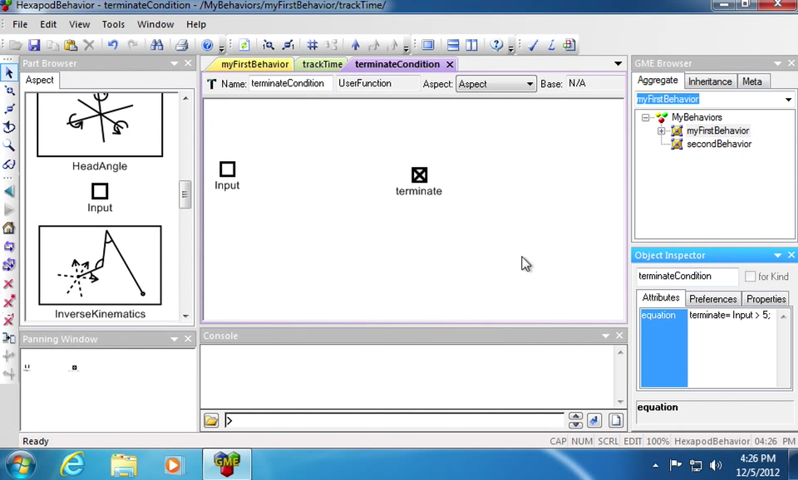 HexapodBehavior - terminateCondition - /MyBehaviors/myFirstBehavior/trackTime/
File Edit View Tools Window Help
Part Browser
Aspect
HeadAngle
Input
InverseKinematics
Panning Window
myFirstBehavior trackTime terminateCondition
Name: terminateCondition UserFunction Aspect: Aspect Base: N/A
Input
terminate
Console
>
GME Browser
Aggregate Inheritance Meta
myFirstBehavior
MyBehaviors
myFirstBehavior
secondBehavior
Object Inspector
terminateCondition for Kind
Attributes Preferences Properties
equation terminate= Input > 5;
equation
Ready CAP NUM SCRL EDIT 100% HexapodBehavior 04:26 PM
GME
4:26 PM
12/5/2012